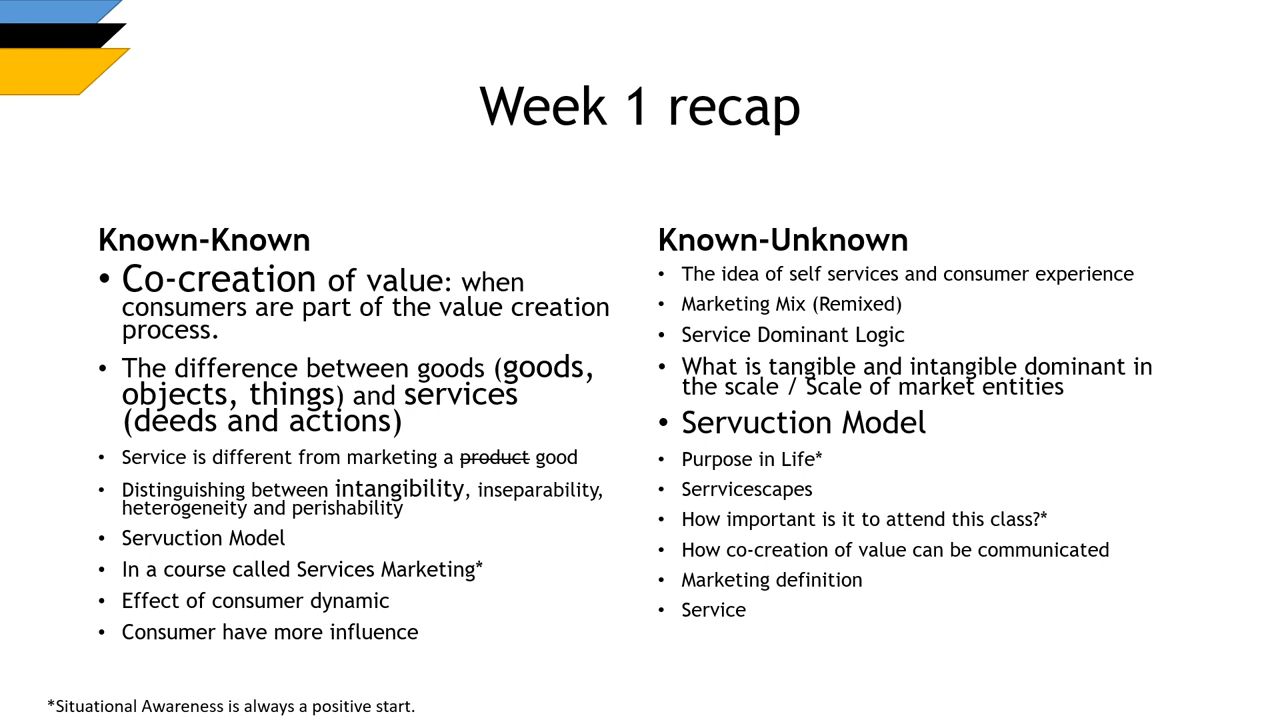 Week 1 recap
Known-Known
• Co-creation of value: when
consumers are part of the value creation
process.
• The difference between goods (goods,
objects, things) and services
(deeds and actions)
• Service is different from marketing a product good
• Distinguishing between intangibility, inseparability,
heterogeneity and perishability
• Servuction Model
• In a course called Services Marketing*
• Effect of consumer dynamic
• Consumer have more influence
Known-Unknown
• The idea of self services and consumer experience
• Marketing Mix (Remixed)
• Service Dominant Logic
• What is tangible and intangible dominant in
the scale / Scale of market entities
• Servuction Model
• Purpose in Life*
• Serrvicescapes
• How important is it to attend this class?*
• How co-creation of value can be communicated
• Marketing definition
• Service
*Situational Awareness is always a positive start.